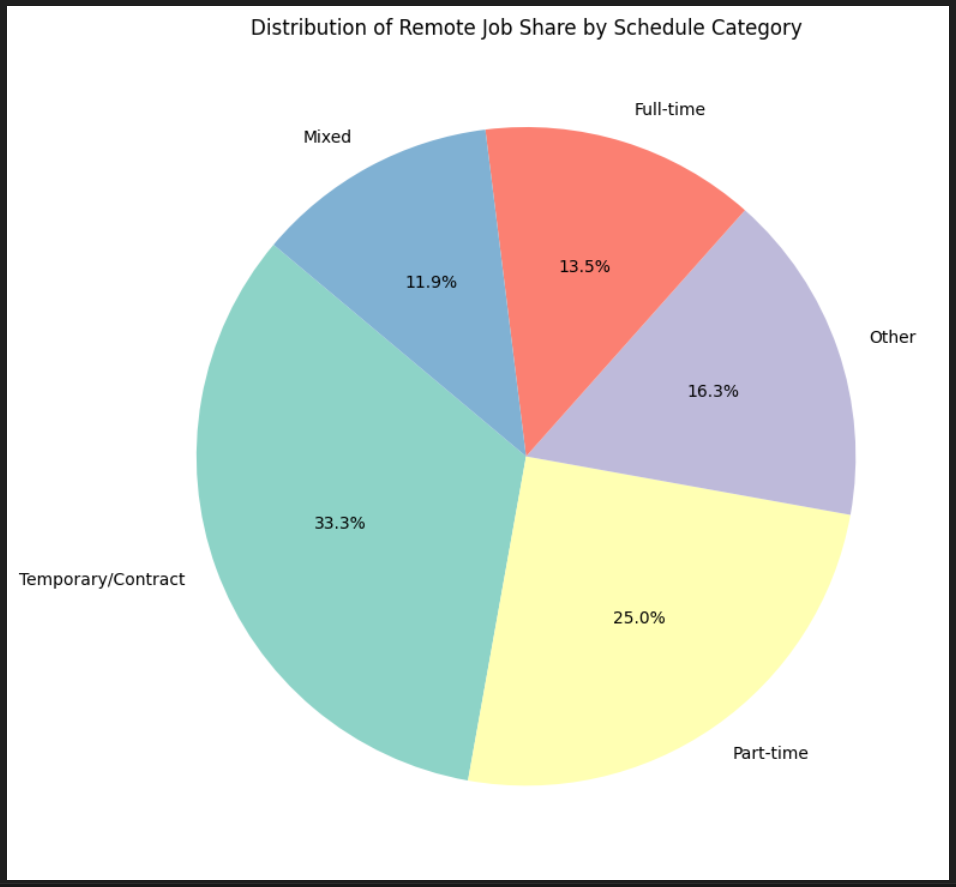 Distribution of Remote Job Share by Schedule Category
Full-time
Mixed
13.5%
11.9%
Other
16.3%
33.3%
Temporary/Contract
25.0%
Part-time